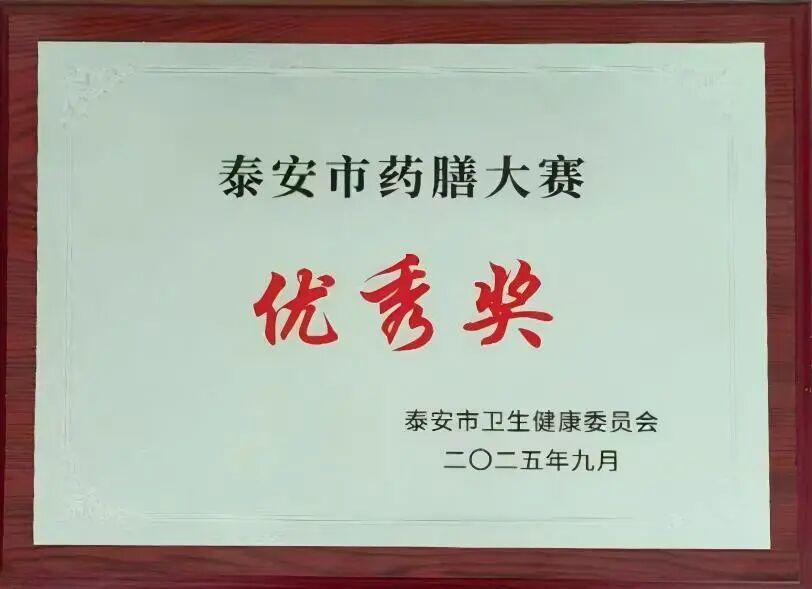 泰安市药膳大赛
优秀奖
泰安市卫生健康委员会
二〇二五年九月